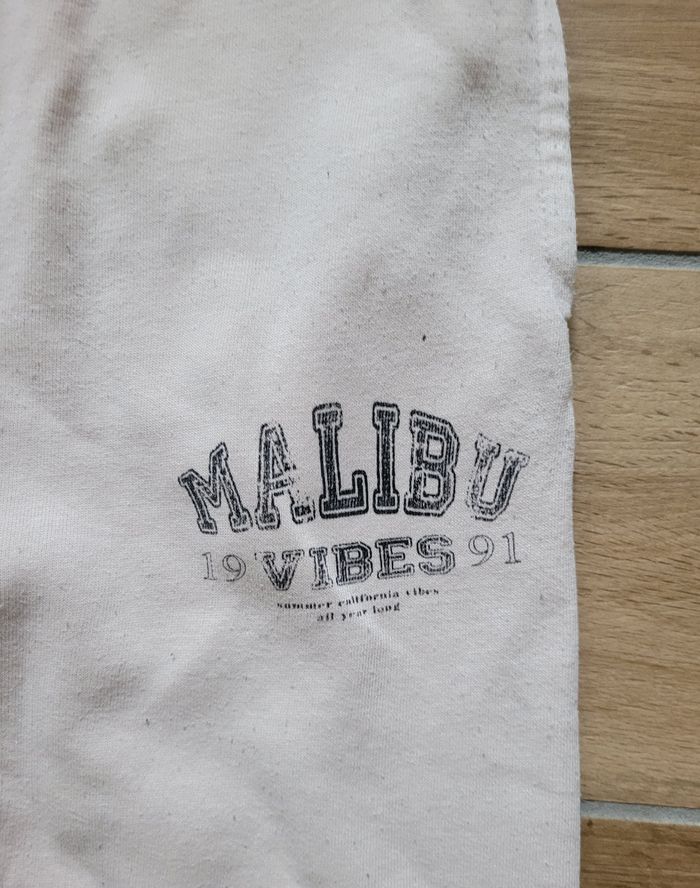 MALIBU
19 VIBES 91
summer california vibes
all year long